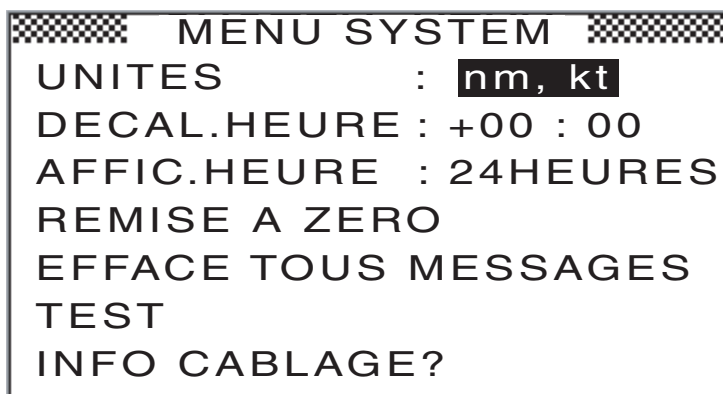 MENU SYSTEM
UNITES : nm, kt
DECAL.HEURE : +00 : 00
AFFIC.HEURE : 24HEURES
REMISE A ZERO
EFFACE TOUS MESSAGES
TEST
INFO CABLAGE?